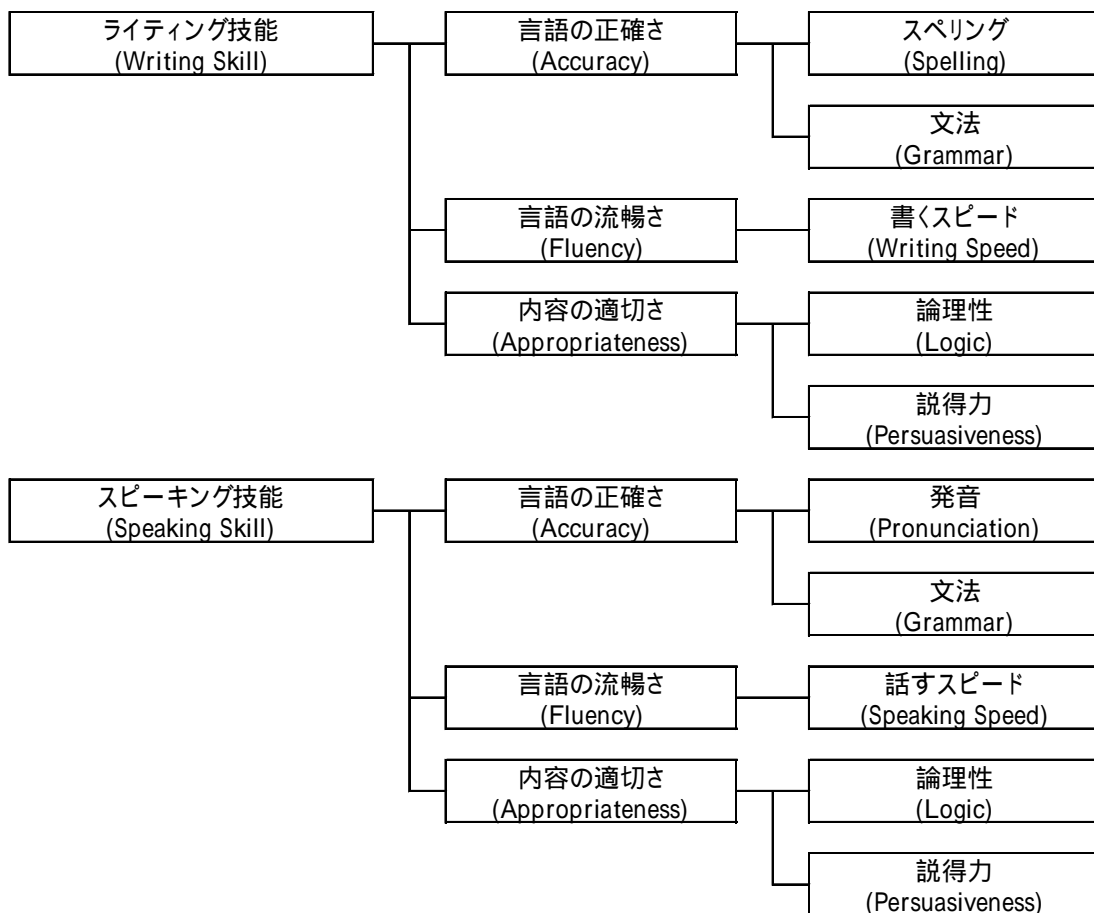 ライティング技能
(Writing Skill)
言語の正確さ
(Accuracy)
スペリング
(Spelling)
文法
(Grammar)
言語の流暢さ
(Fluency)
書くスピード
(Writing Speed)
内容の適切さ
(Appropriateness)
論理性
(Logic)
説得力
(Persuasiveness)
スピーキング技能
(Speaking Skill)
言語の正確さ
(Accuracy)
発音
(Pronunciation)
文法
(Grammar)
言語の流暢さ
(Fluency)
話すスピード
(Speaking Speed)
内容の適切さ
(Appropriateness)
論理性
(Logic)
説得力
(Persuasiveness)